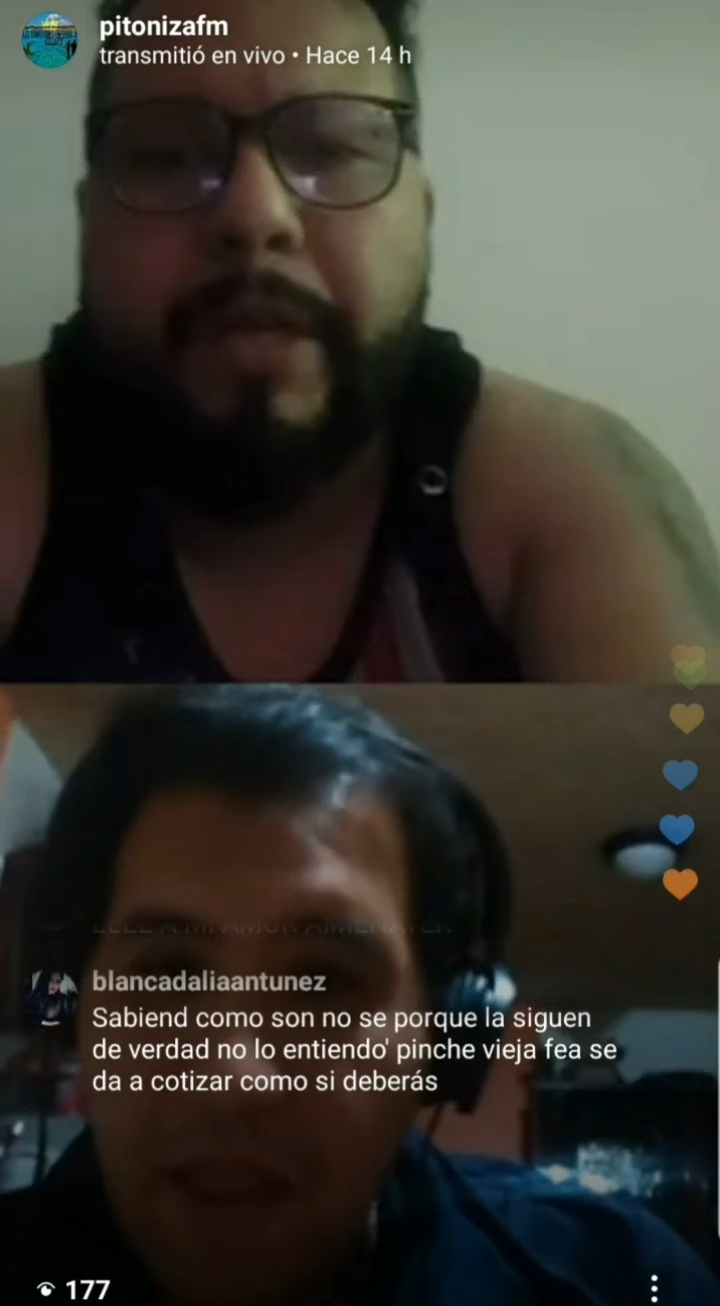 pitonizafm
transmitió en vivo • Hace 14 h
blancadaliaantunez
Sabiend como son no se porque la siguen
de verdad no lo entiendo' pinche vieja fea se
da a cotizar como si deberás
177